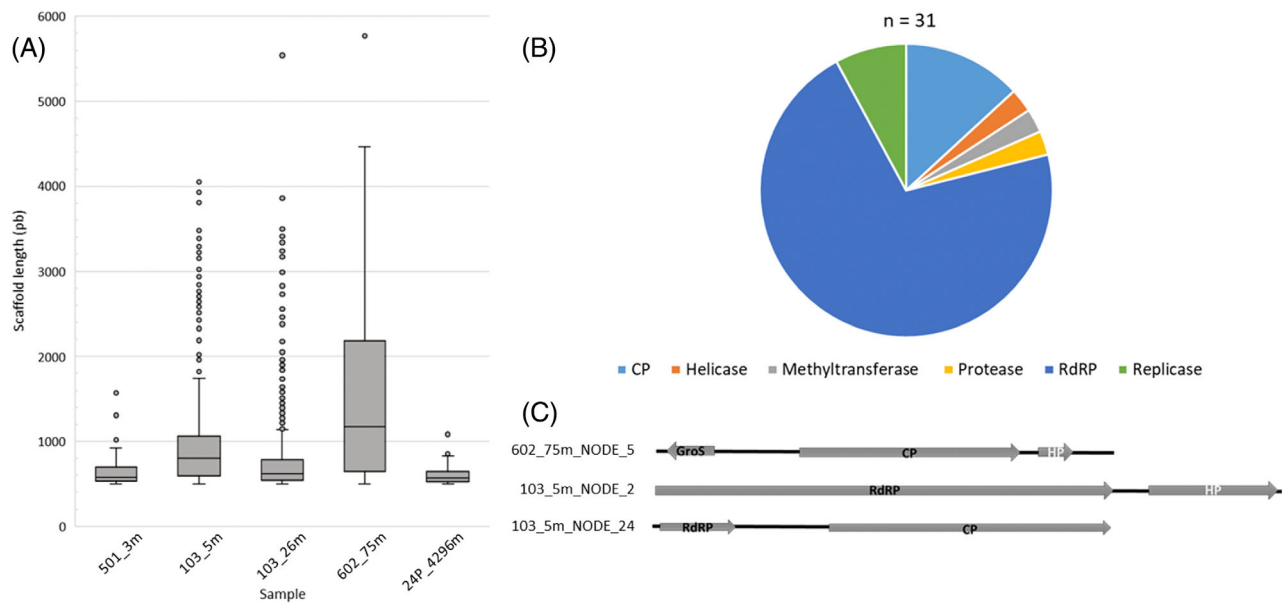 (A)
6000
5000
4000
3000
2000
1000
0
Scaffold length (pb)
501_3m
103_5m
103_26m
602_75m
24P_4296m
Sample
(B)
n = 31
CP Helicase Methyltransferase Protease RdRP Replicase
(C)
602_75m_NODE_5 GroS CP HP
103_5m_NODE_2 RdRP HP
103_5m_NODE_24 RdRP CP